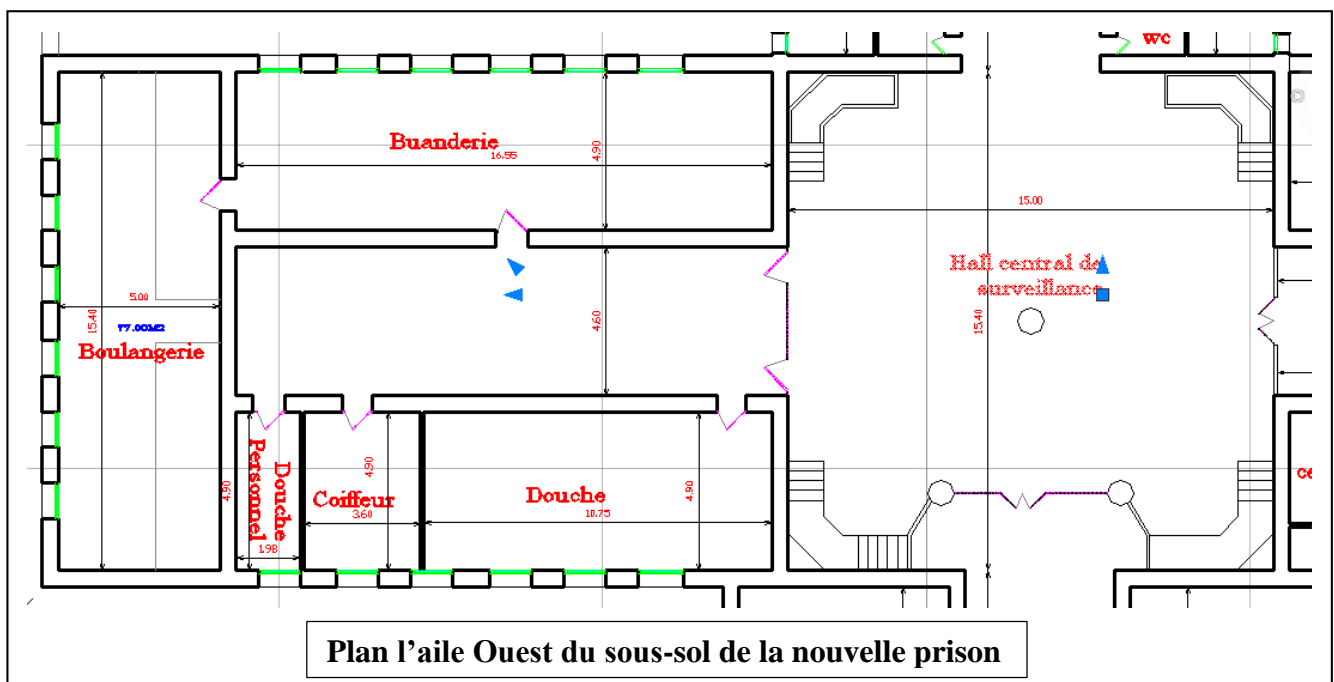 WC
Buanderie
16.55
4.90
15.00
Hall central de
surveillance
5.00
15.40
77.00M2
Boulangerie
4.60
15.40
Douche
Personnel
4.90
1.98
Coiffeur
4.90
3.60
Douche
10.75
4.90
ce
Plan l’aile Ouest du sous-sol de la nouvelle prison